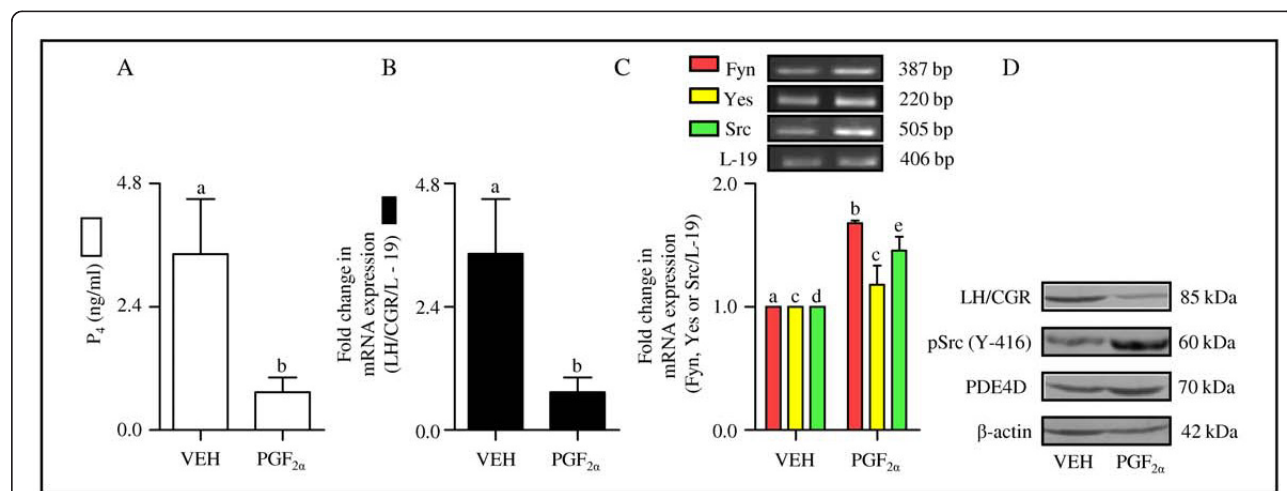 A
P4 (ng/ml)
4.8
2.4
0.0
a
b
VEH
PGF2α
B
Fold change in
mRNA expression
(LH/CGR/L - 19)
4.8
2.4
0.0
a
b
VEH
PGF2α
C
Fyn
387 bp
Yes
220 bp
Src
505 bp
L-19
406 bp
Fold change in
mRNA expression
(Fyn, Yes or Src/L-19)
2.0
1.0
0.0
a c d
b
c
e
VEH
PGF2α
D
LH/CGR
85 kDa
pSrc (Y-416)
60 kDa
PDE4D
70 kDa
β-actin
42 kDa
VEH
PGF2α